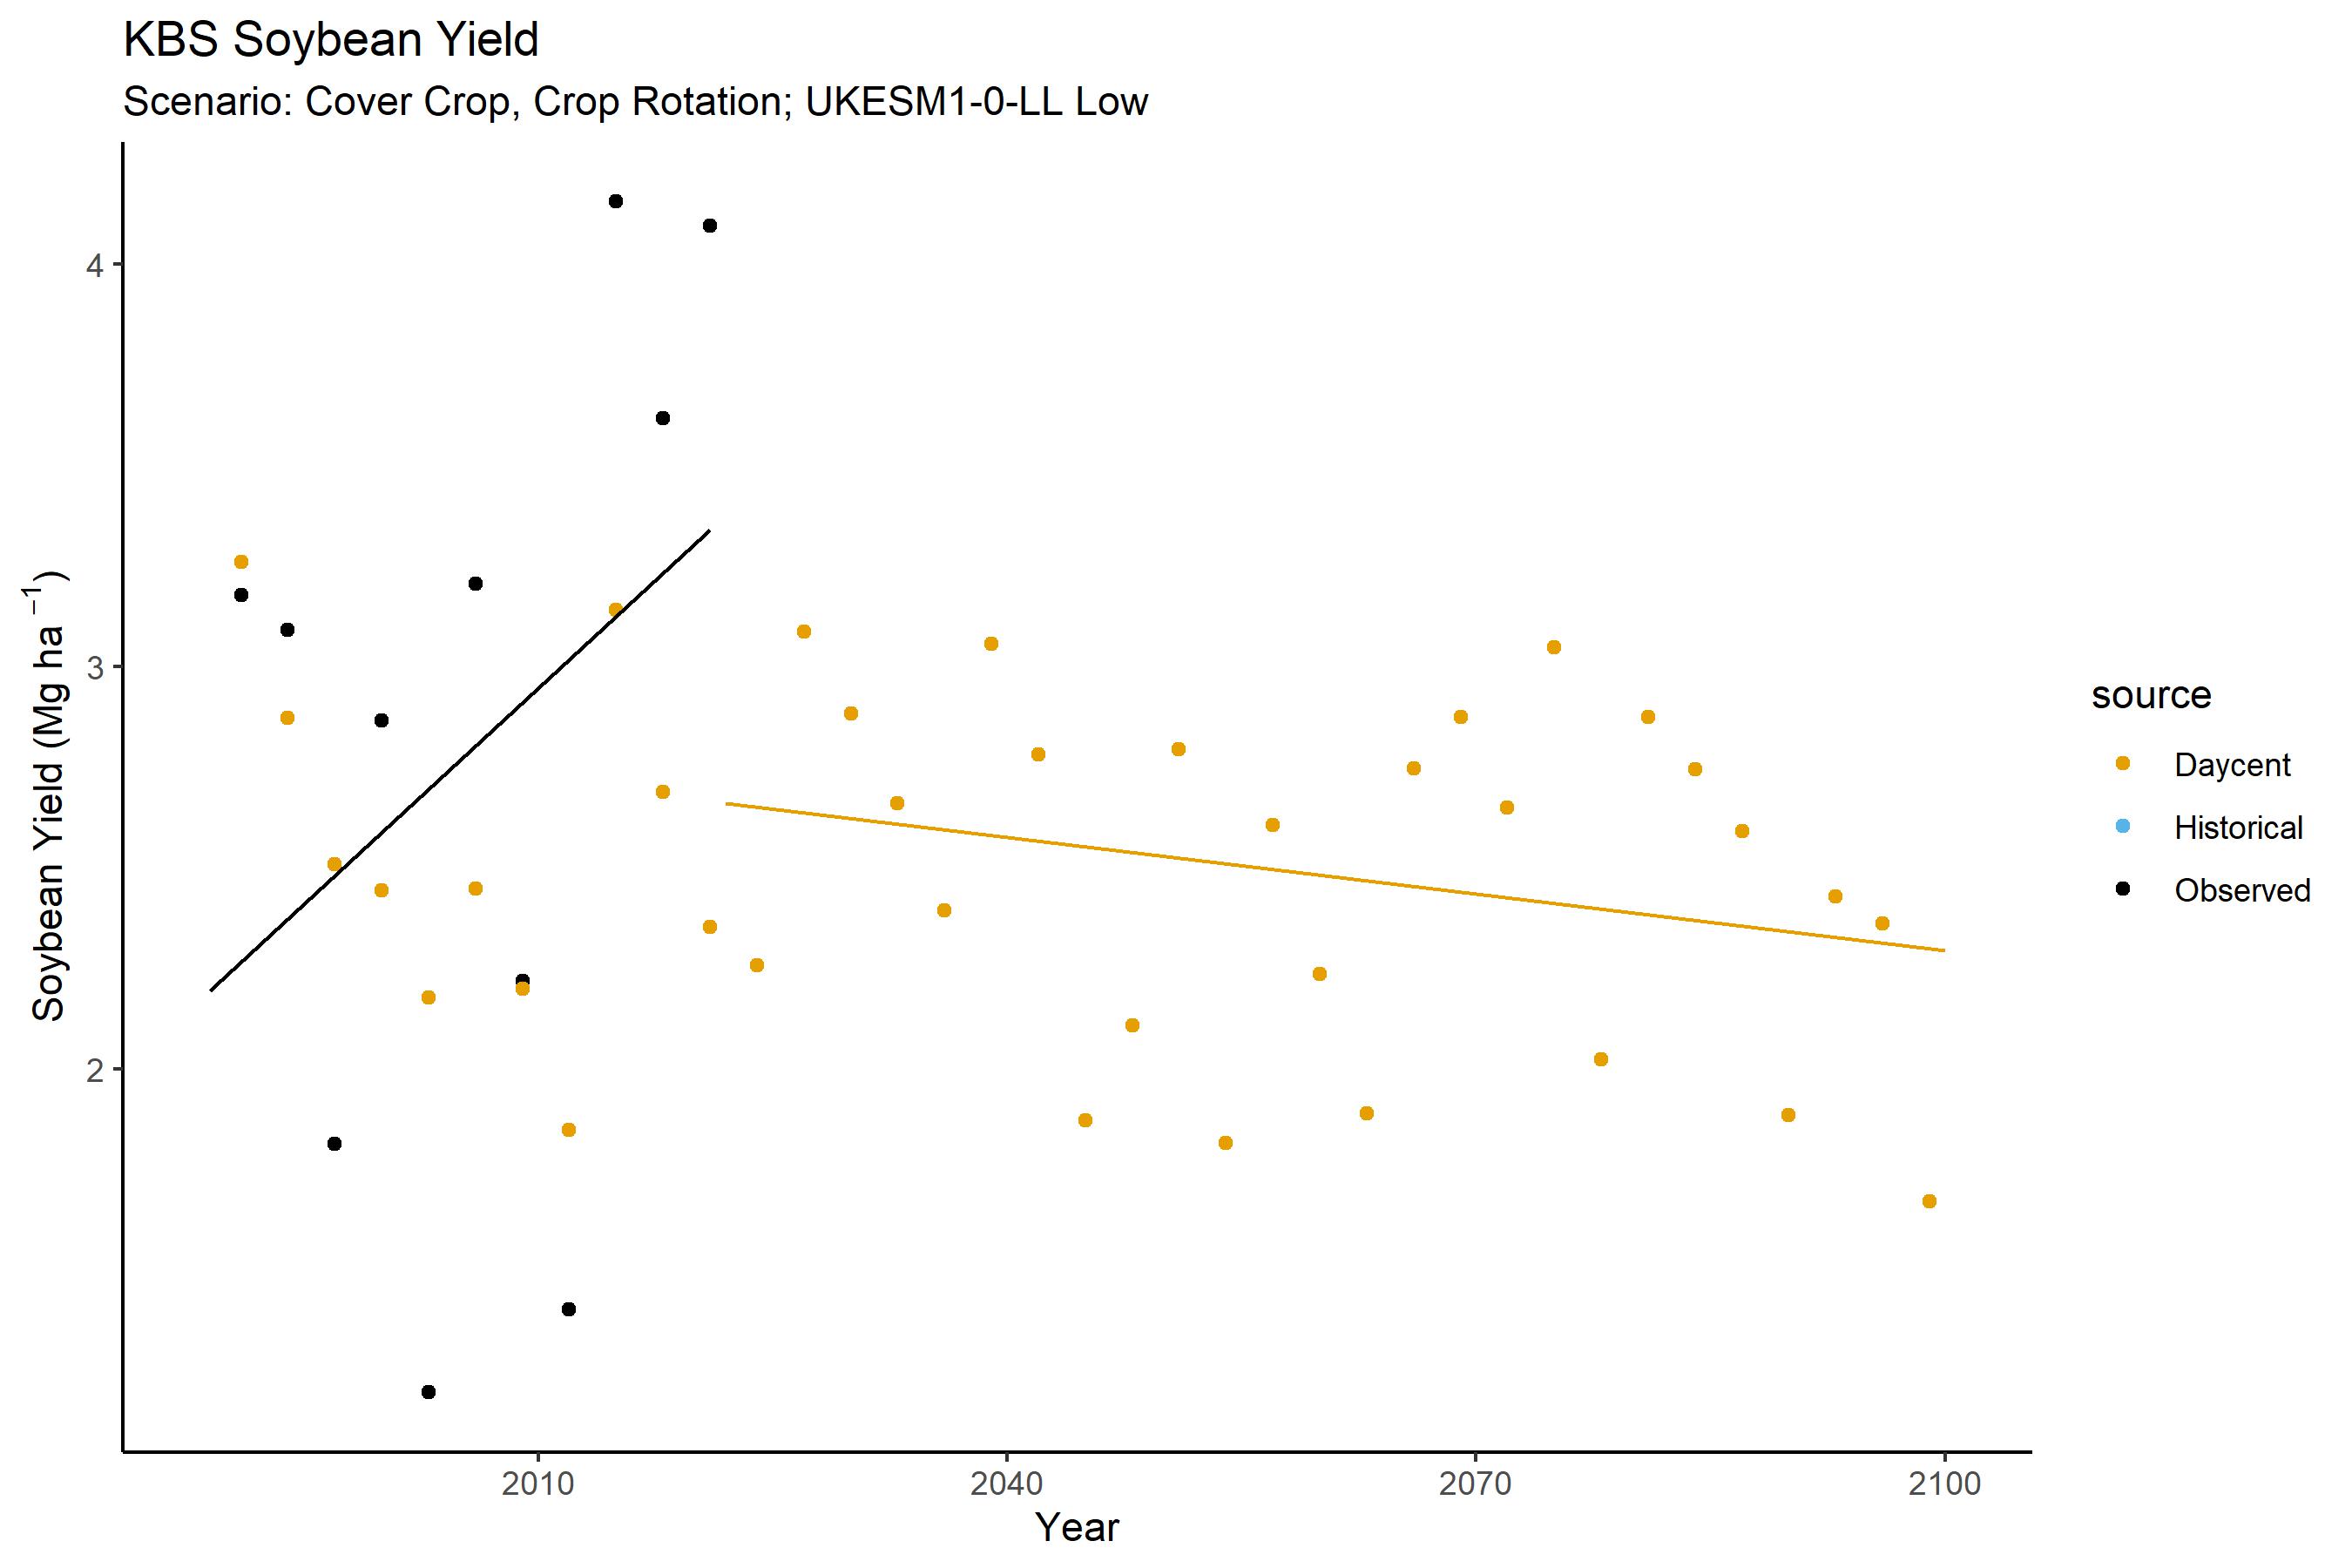 KBS Soybean Yield
Scenario: Cover Crop, Crop Rotation; UKESM1-0-LL Low
Soybean Yield (Mg ha −1)
4
3
2
2010
2040
2070
2100
Year
source
Daycent
Historical
Observed